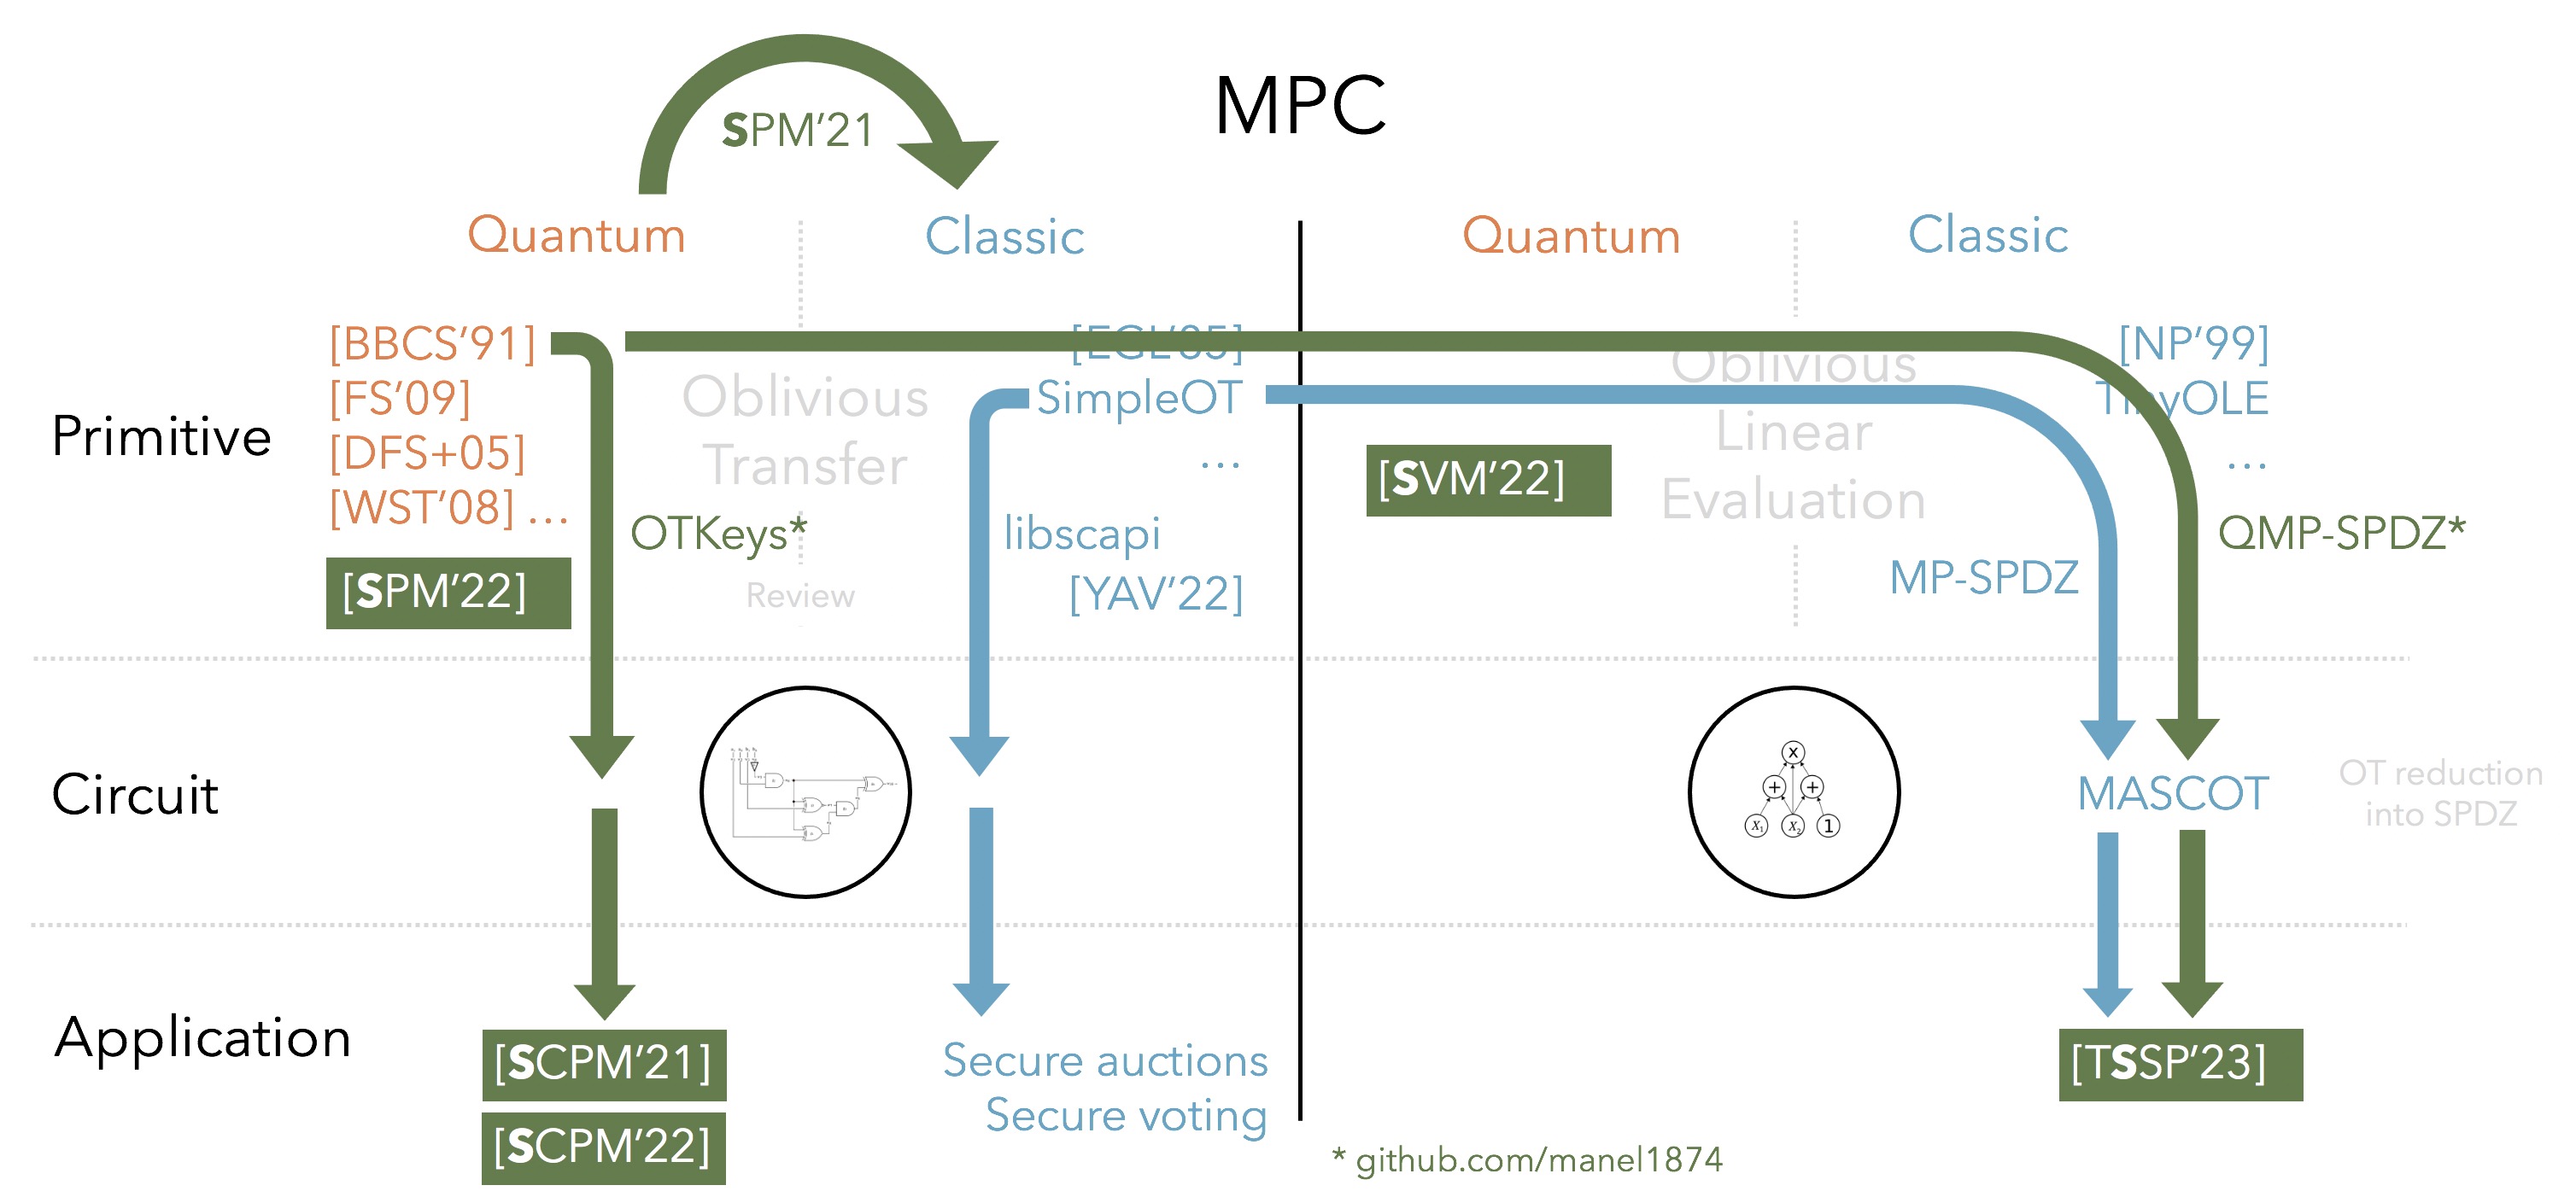 MPC
SPM'21
Quantum
Classic
Quantum
Classic
Primitive
[BBCS'91]
[FS'09]
[DFS+05]
[WST'08] ...
[SPM'22]
OTKeys*
Oblivious
Transfer
Review
[EGL'85]
SimpleOT
...
libscapi
[YAV'22]
[SVM'22]
Oblivious
Linear
Evaluation
[NP'99]
TinyOLE
...
MP-SPDZ
QMP-SPDZ*
Circuit
X
+ +
X1 X2 1
MASCOT
OT reduction
into SPDZ
Application
[SCPM'21]
[SCPM'22]
Secure auctions
Secure voting
[TSSP'23]
* github.com/manel1874